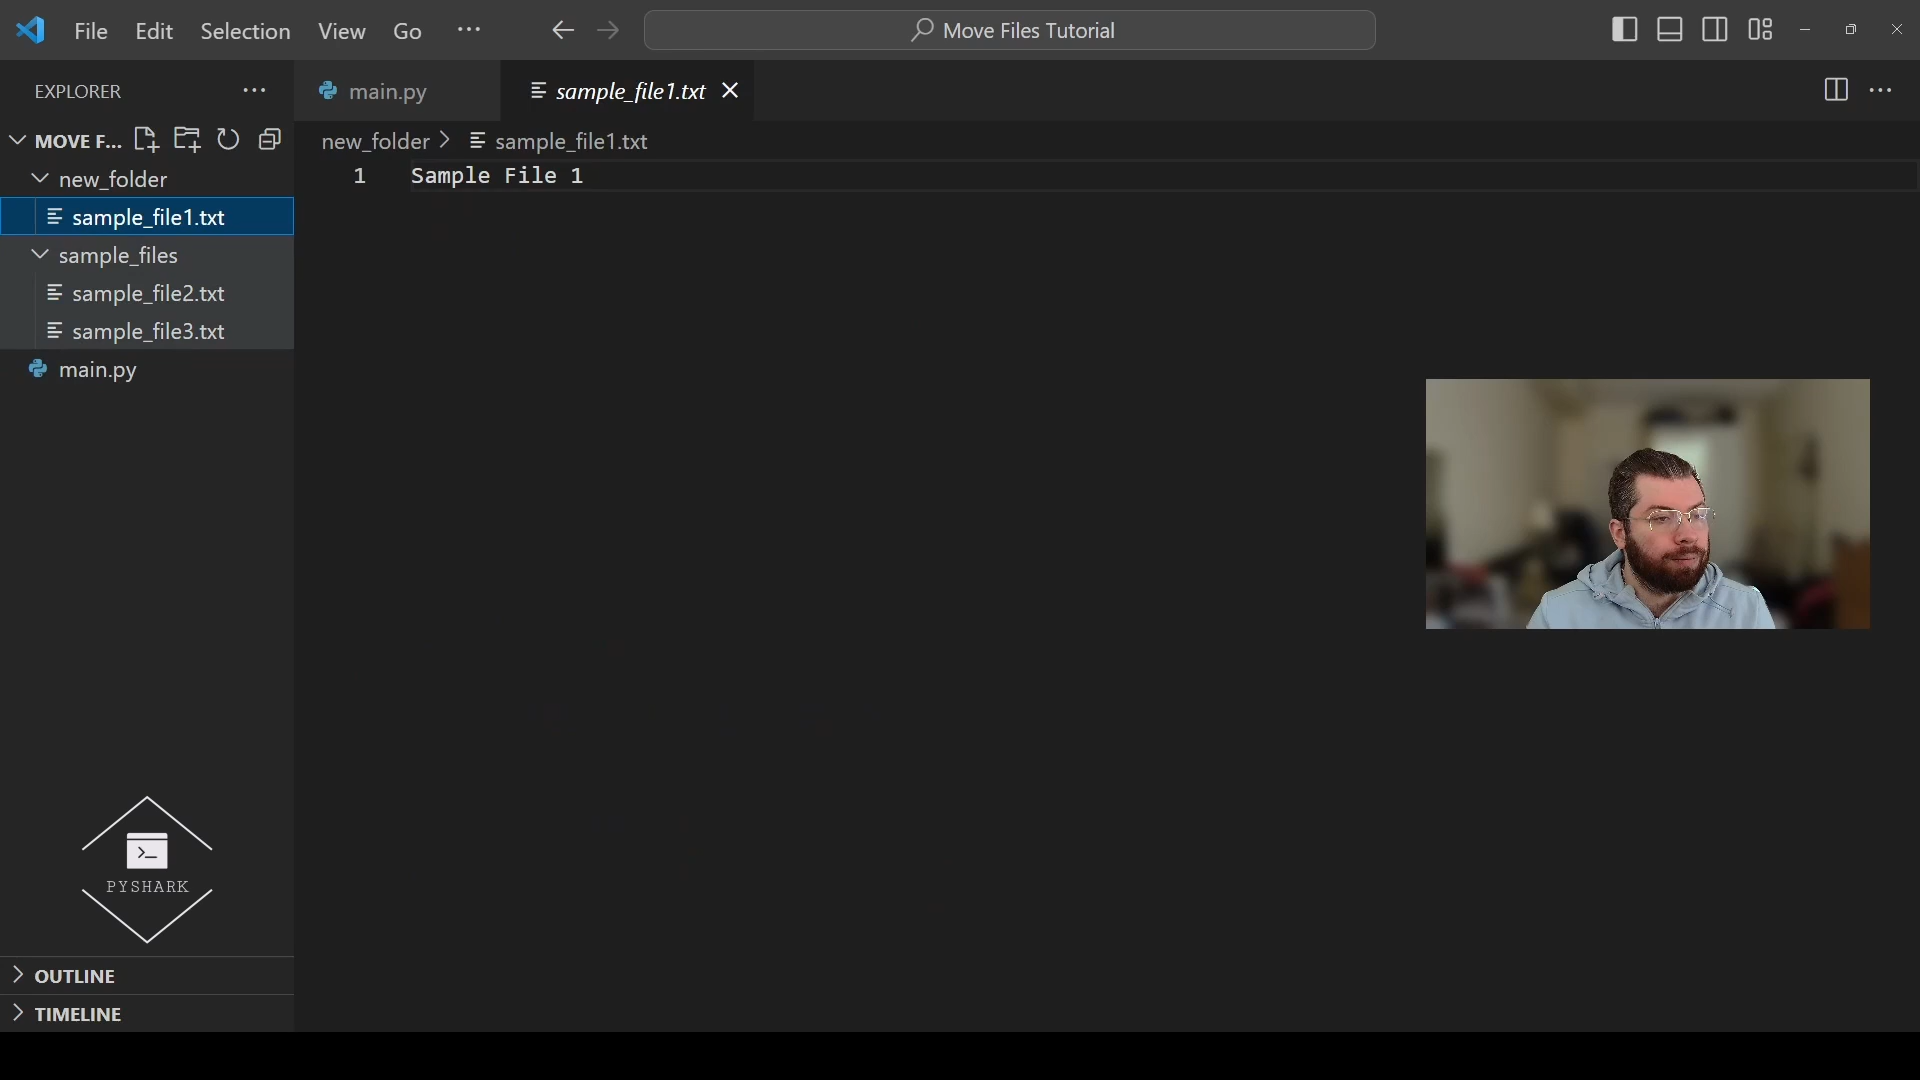 File Edit Selection View Go ···
Move Files Tutorial
EXPLORER ···
main.py
sample_file1.txt
MOVE F...
new_folder > sample_file1.txt
1 Sample File 1
new_folder
sample_file1.txt
sample_files
sample_file2.txt
sample_file3.txt
main.py
>_
PYSHARK
OUTLINE
TIMELINE